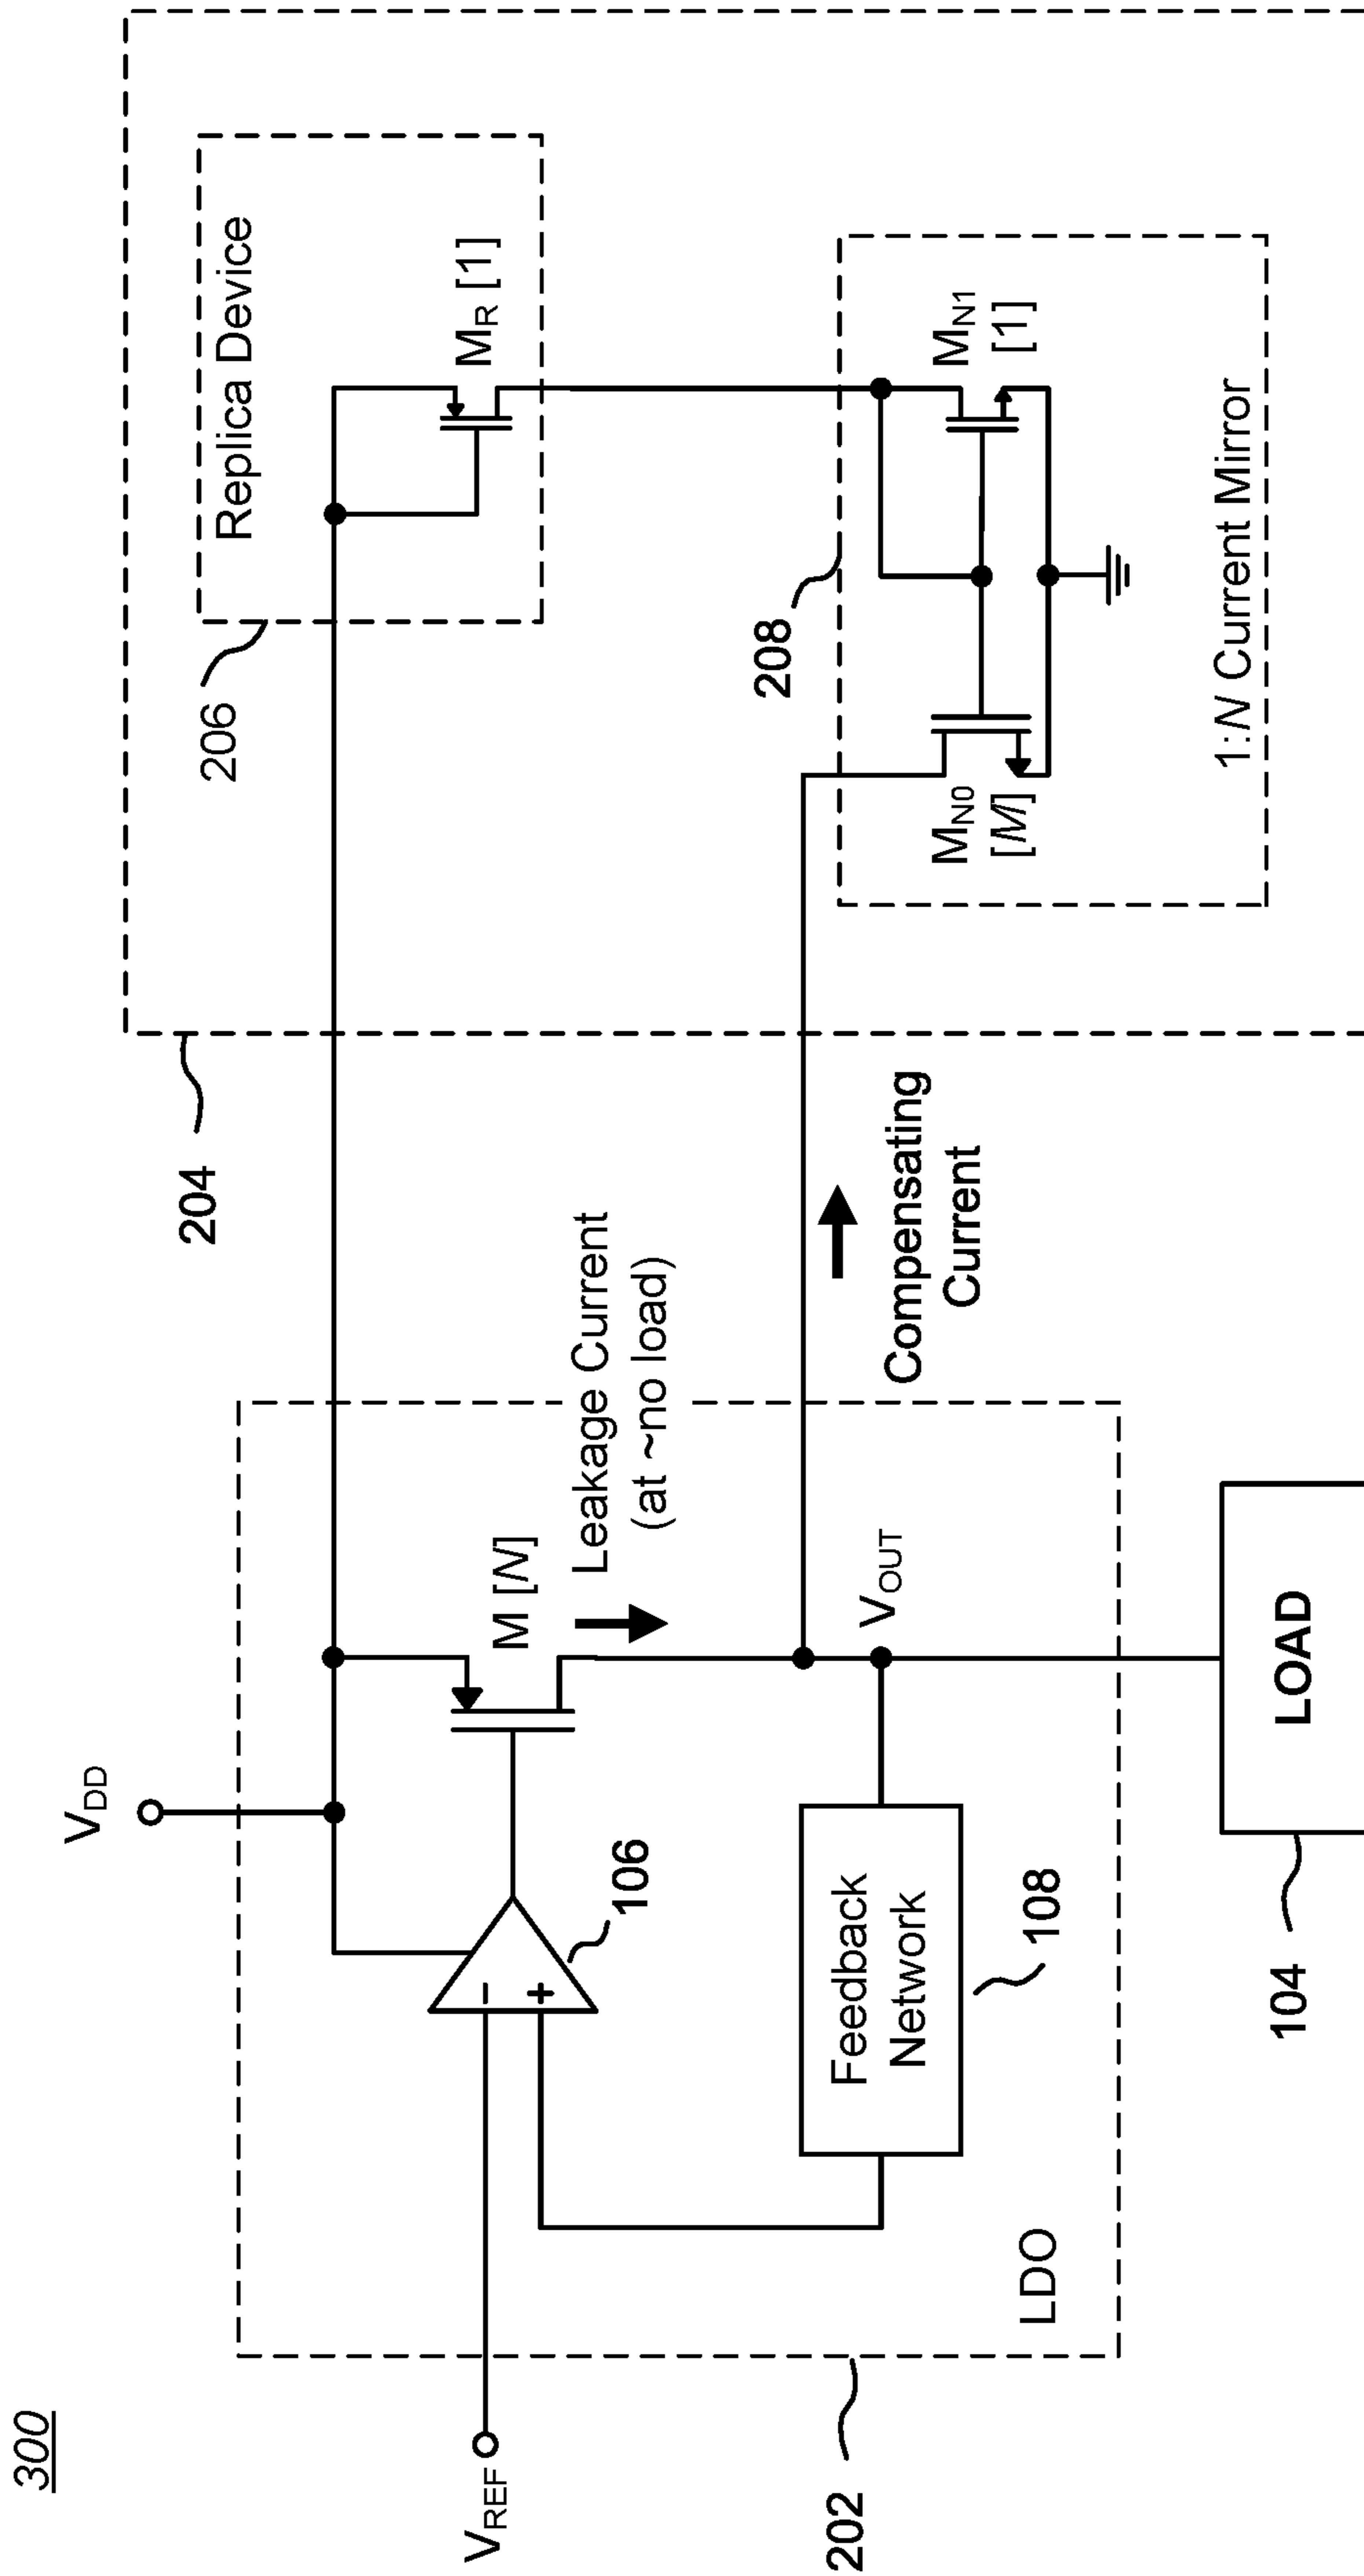 300
V_DD
V_REF
204
Replica Device
206
M_R [1]
M [N]
Leakage Current
(at ~no load)
106
208
M_N0
[M]
M_N1
[1]
1:N Current Mirror
Compensating
Current
V_OUT
Feedback
Network
108
LDO
202
LOAD
104
−
+